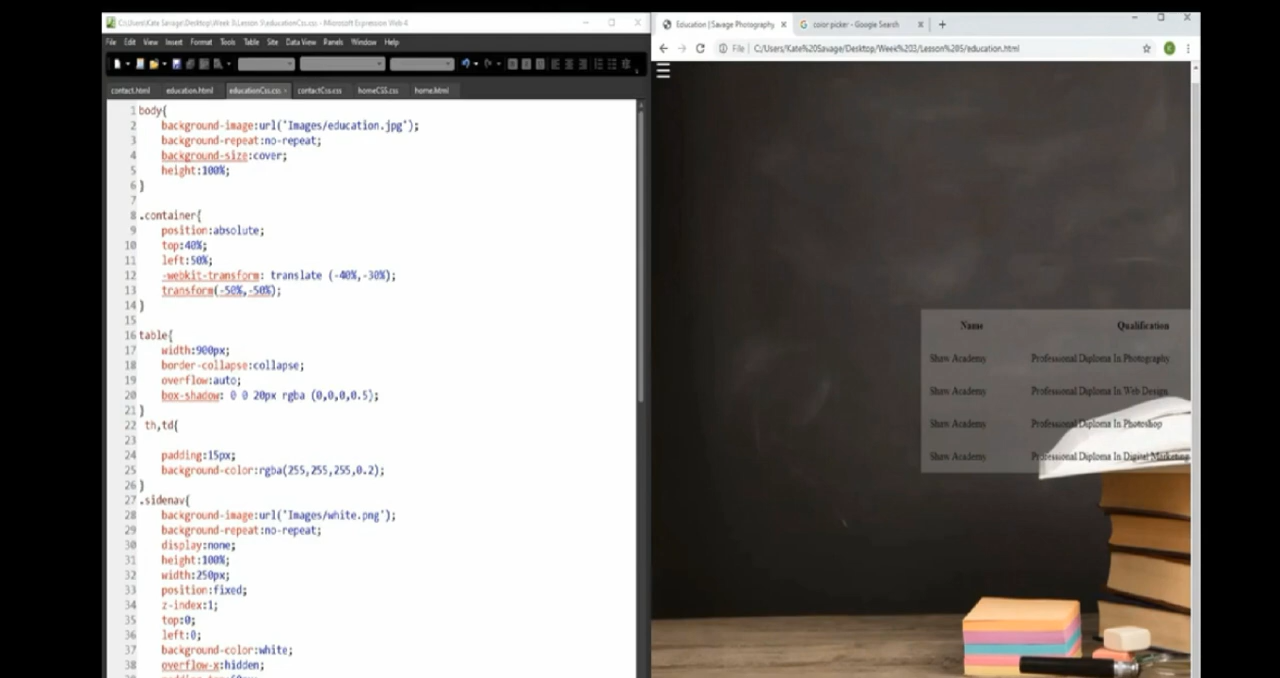 C:\Users\Kate Savage\Desktop\Week 3\Lesson 5\educationCss.css - Microsoft Expression Web 4
File Edit View Insert Format Tools Table Site Data View Panels Window Help
contact.html education.html educationCss.css contactCss.css homeCSS.css home.html
1 body{
2 background-image:url('Images/education.jpg');
3 background-repeat:no-repeat;
4 background-size:cover;
5 height:100%;
6 }
7
8 .container{
9 position:absolute;
10 top:40%;
11 left:50%;
12 -webkit-transform: translate (-40%,-30%);
13 transform(-50%,-50%);
14 }
15
16 table{
17 width:900px;
18 border-collapse:collapse;
19 overflow:auto;
20 box-shadow: 0 0 20px rgba (0,0,0,0.5);
21 }
22 th,td{
23
24 padding:15px;
25 background-color:rgba(255,255,255,0.2);
26 }
27 .sidenav{
28 background-image:url('Images/white.png');
29 background-repeat:no-repeat;
30 display:none;
31 height:100%;
32 width:250px;
33 position:fixed;
34 z-index:1;
35 top:0;
36 left:0;
37 background-color:white;
38 overflow-x:hidden;
Education | Savage Photography color picker - Google Search
File C:/Users/Kate%20Savage/Desktop/Week%203/Lesson%205/education.html
Name Qualification
Shaw Academy Professional Diploma In Photography
Shaw Academy Professional Diploma In Web Design
Shaw Academy Professional Diploma In Photoshop
Shaw Academy Professional Diploma In Digital Marketing